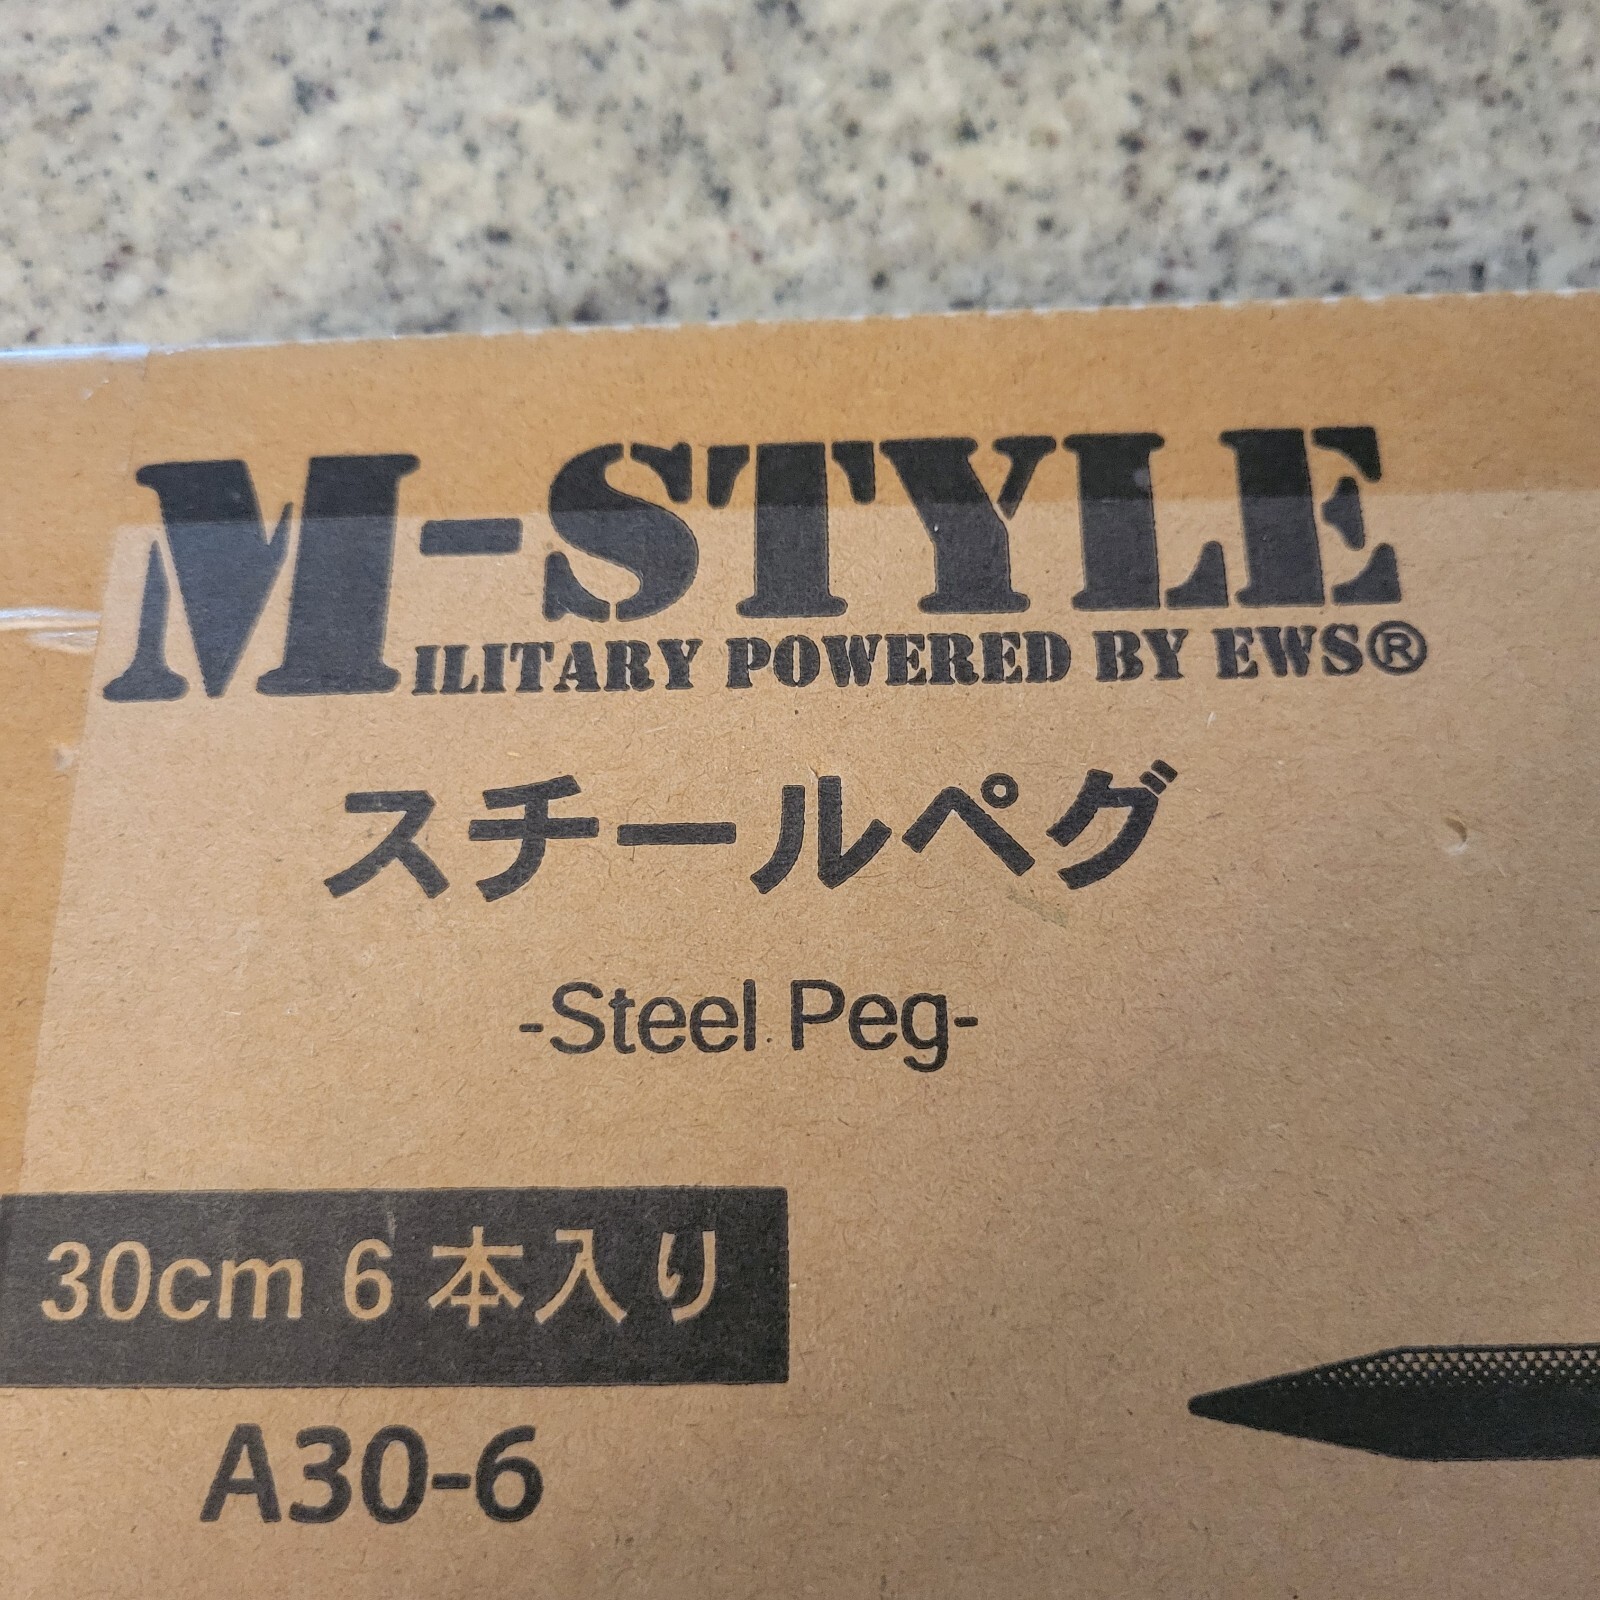 M-STYLE
MILITARY POWERED BY EWS®
スチールペグ
-Steel Peg-
30cm 6本入り
A30-6